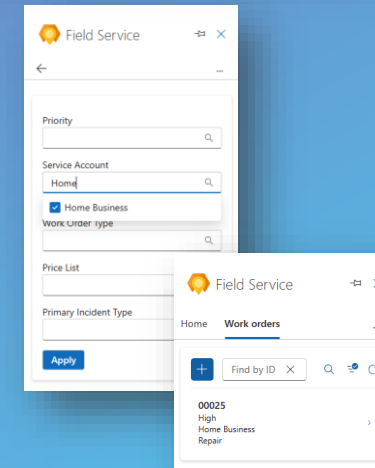 Field Service
Priority
Service Account
Home
Home Business
Work Order Type
Price List
Primary Incident Type
Apply
Field Service
Home Work orders
Find by ID
00025
High
Home Business
Repair